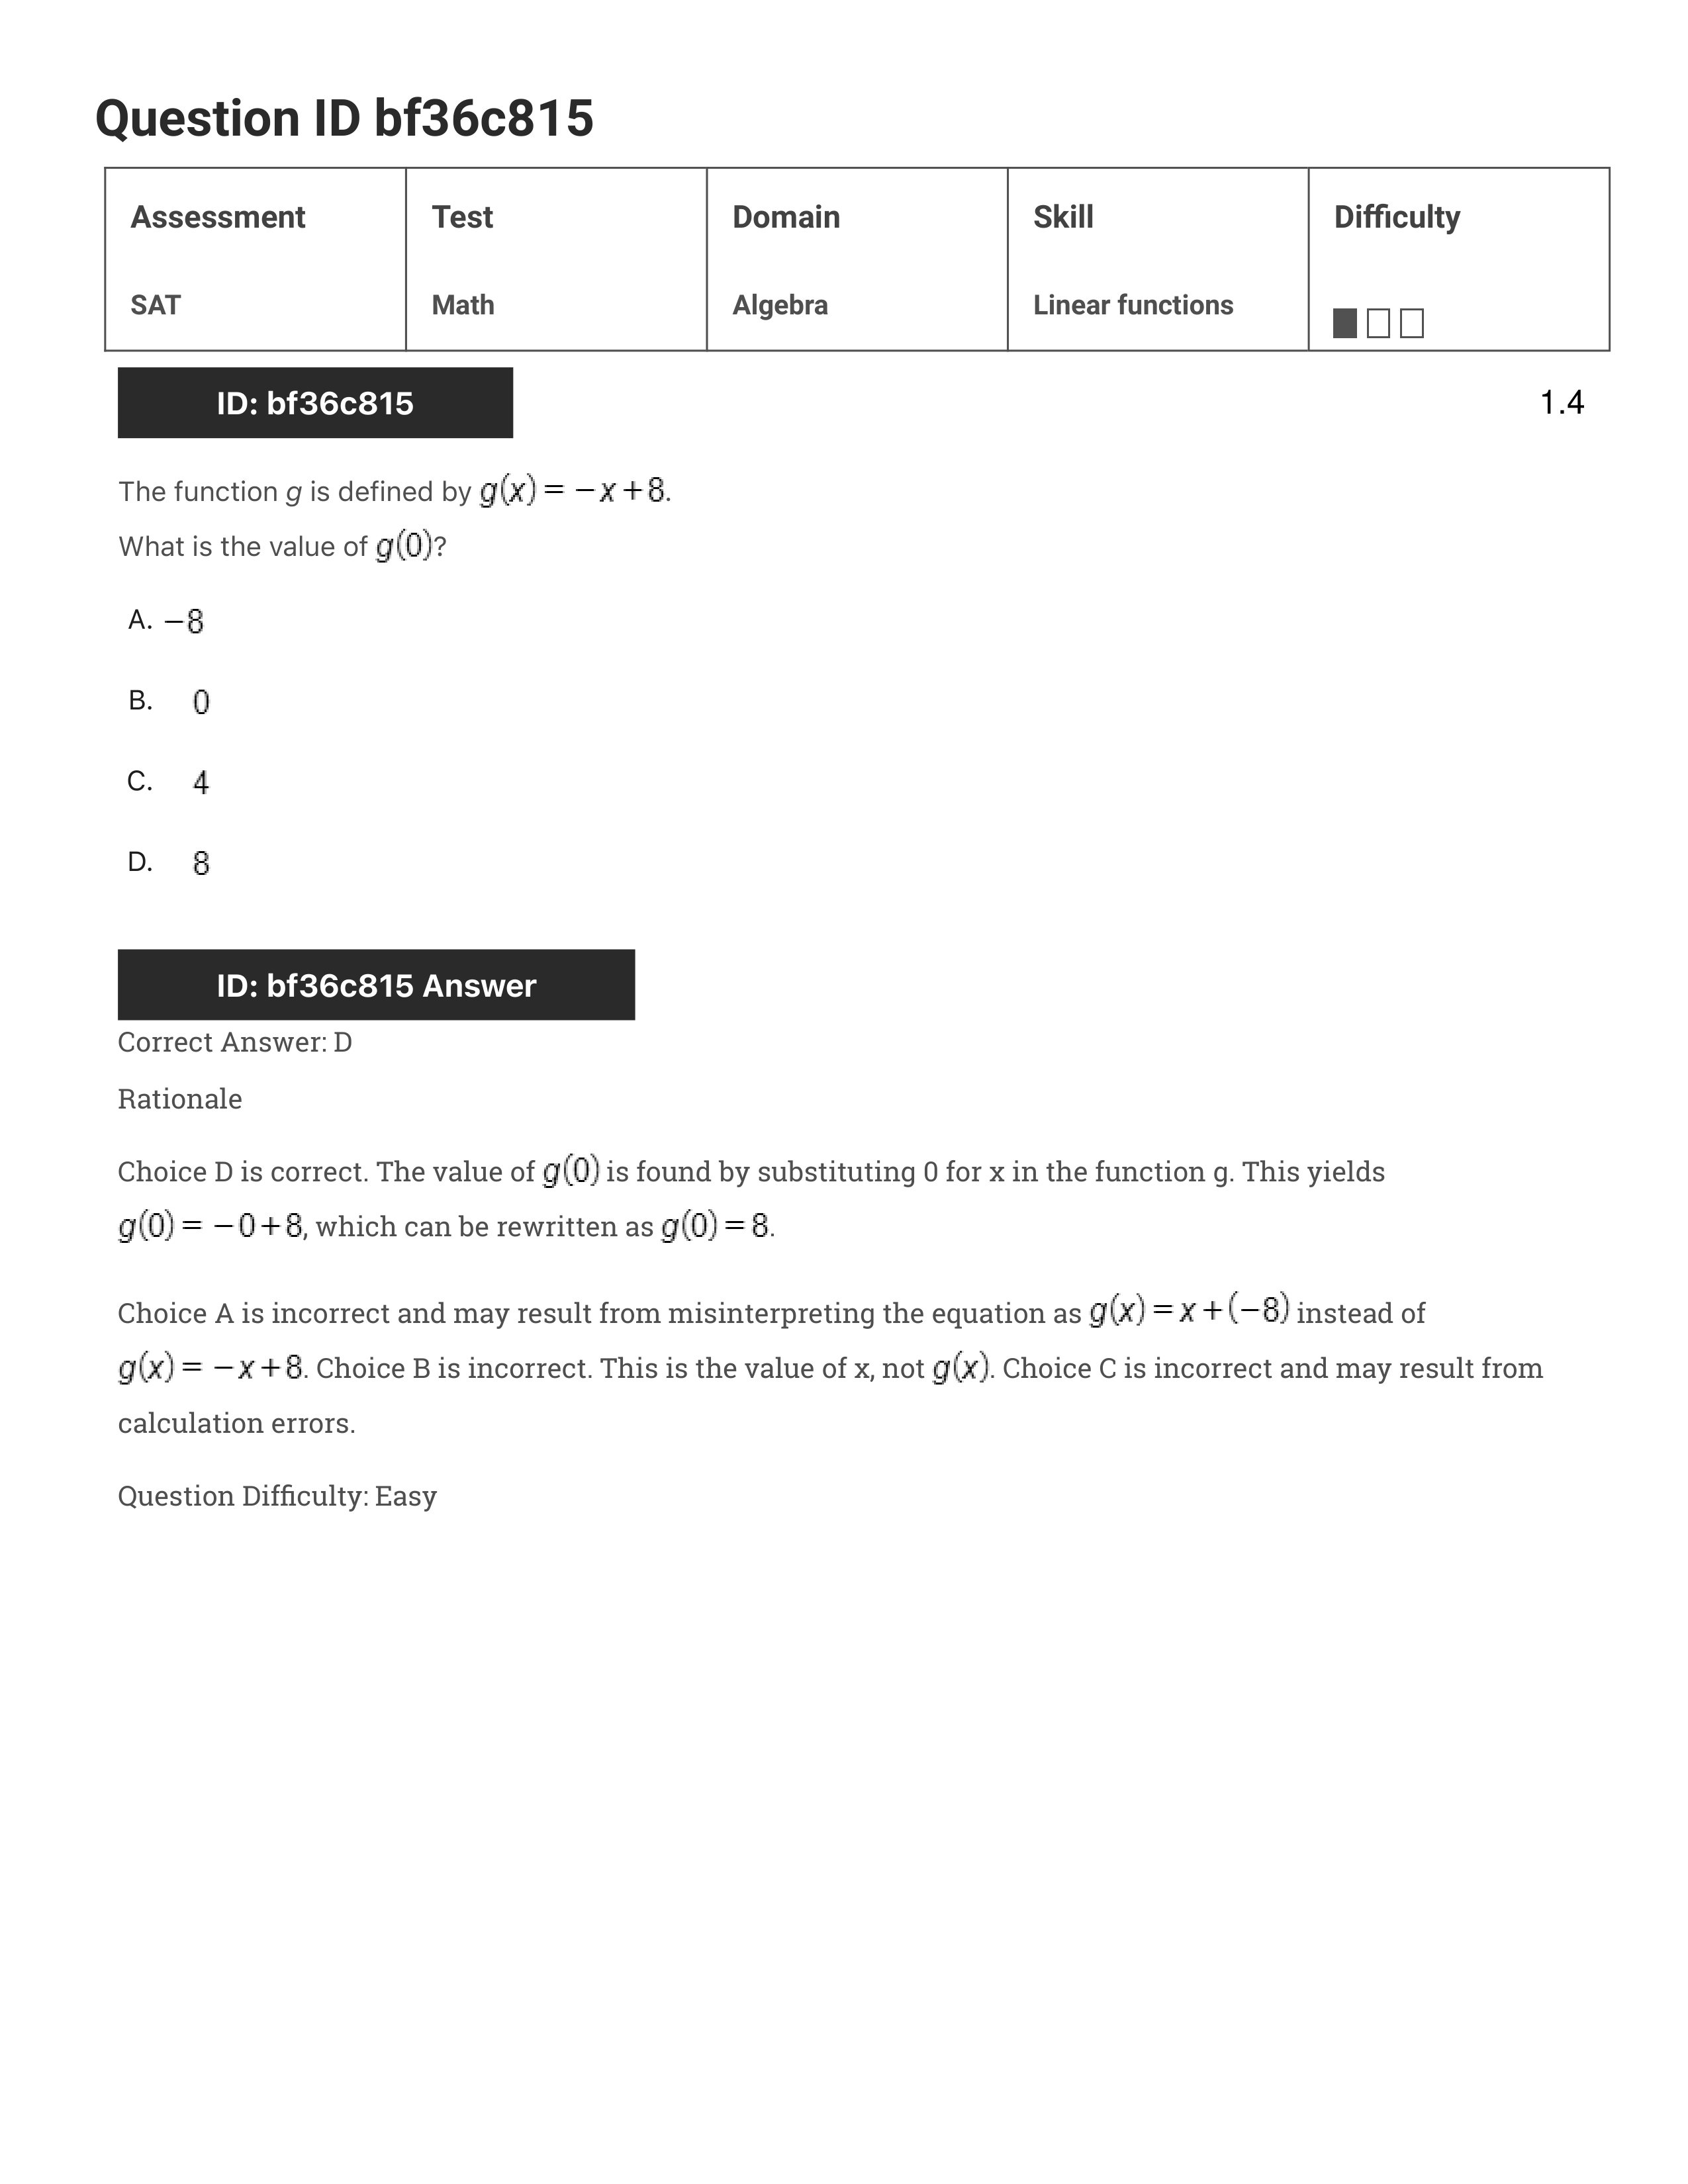 Question ID bf36c815
Assessment Test Domain Skill Difficulty
SAT Math Algebra Linear functions
ID: bf36c815 1.4
The function g is defined by g(x) = −x+8.
What is the value of g(0)?
A. −8
B. 0
C. 4
D. 8
ID: bf36c815 Answer
Correct Answer: D
Rationale
Choice D is correct. The value of g(0) is found by substituting 0 for x in the function g. This yields
g(0) = −0+8, which can be rewritten as g(0) = 8.
Choice A is incorrect and may result from misinterpreting the equation as g(x) = x+(−8) instead of
g(x) = −x+8. Choice B is incorrect. This is the value of x, not g(x). Choice C is incorrect and may result from
calculation errors.
Question Difficulty: Easy